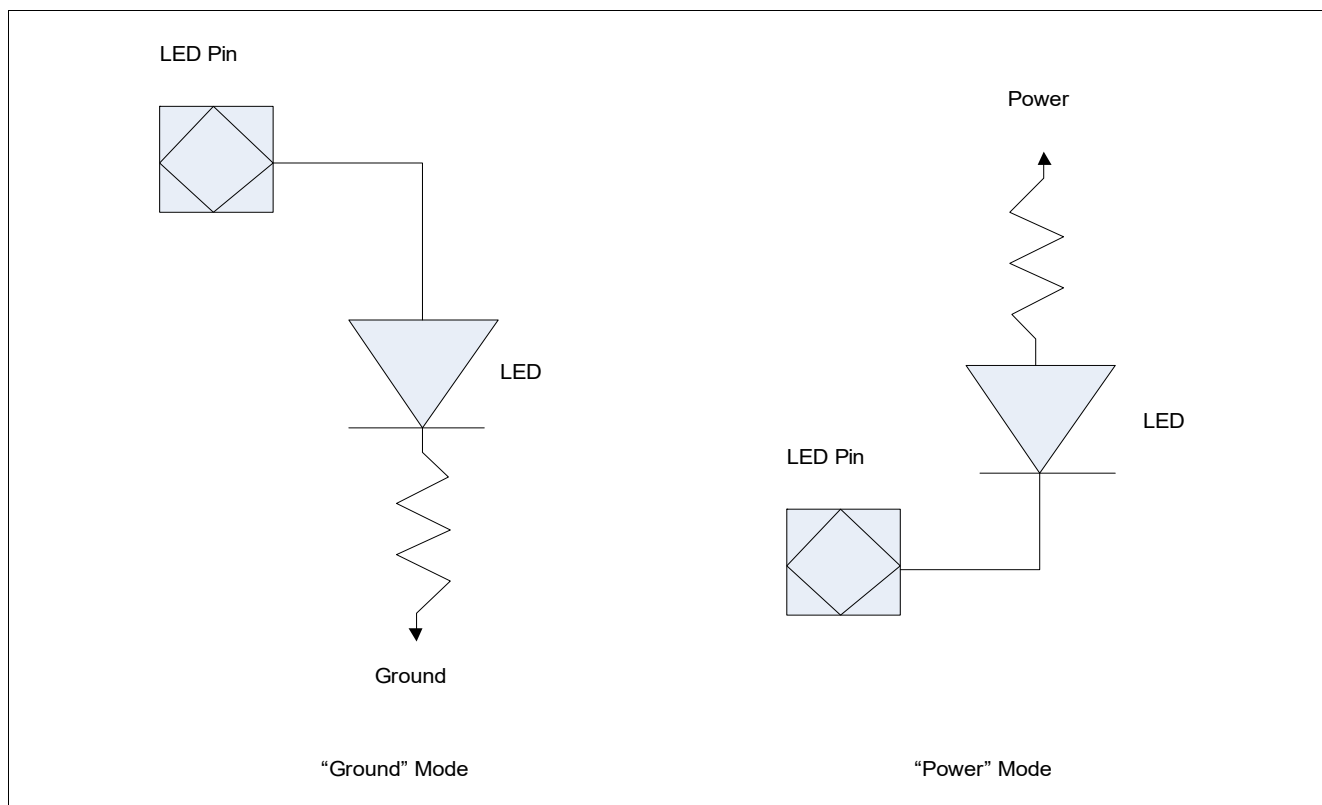 LED Pin
Power
LED
LED
LED Pin
Ground
“Ground” Mode
“Power” Mode